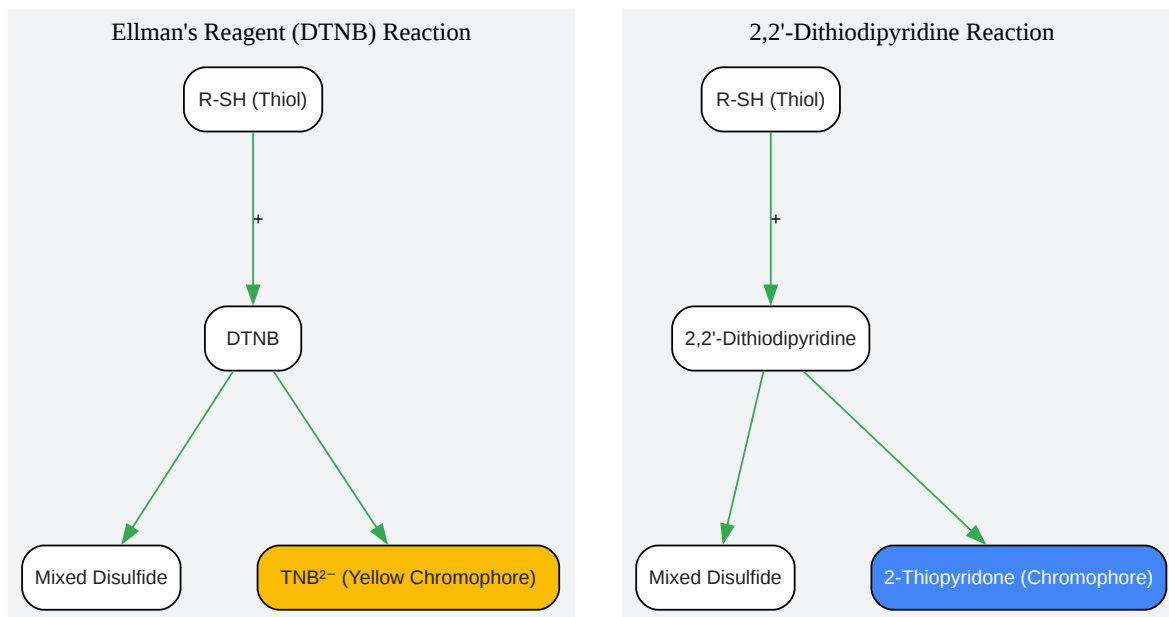 Ellman's Reagent (DTNB) Reaction
R-SH (Thiol)
+
DTNB
Mixed Disulfide
TNB²⁻ (Yellow Chromophore)
2,2'-Dithiodipyridine Reaction
R-SH (Thiol)
+
2,2'-Dithiodipyridine
Mixed Disulfide
2-Thiopyridone (Chromophore)